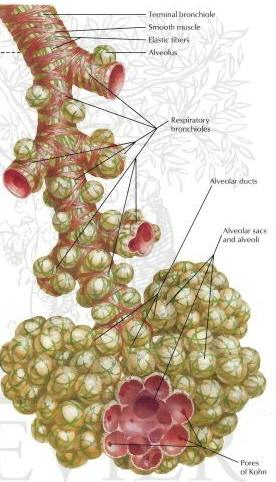 Terminal bronchiole
Smooth muscle
Elastic fibers
Alveolus
Respiratory
bronchioles
Alveolar ducts
Alveolar sacs
and alveoli
Pores
of Kohn